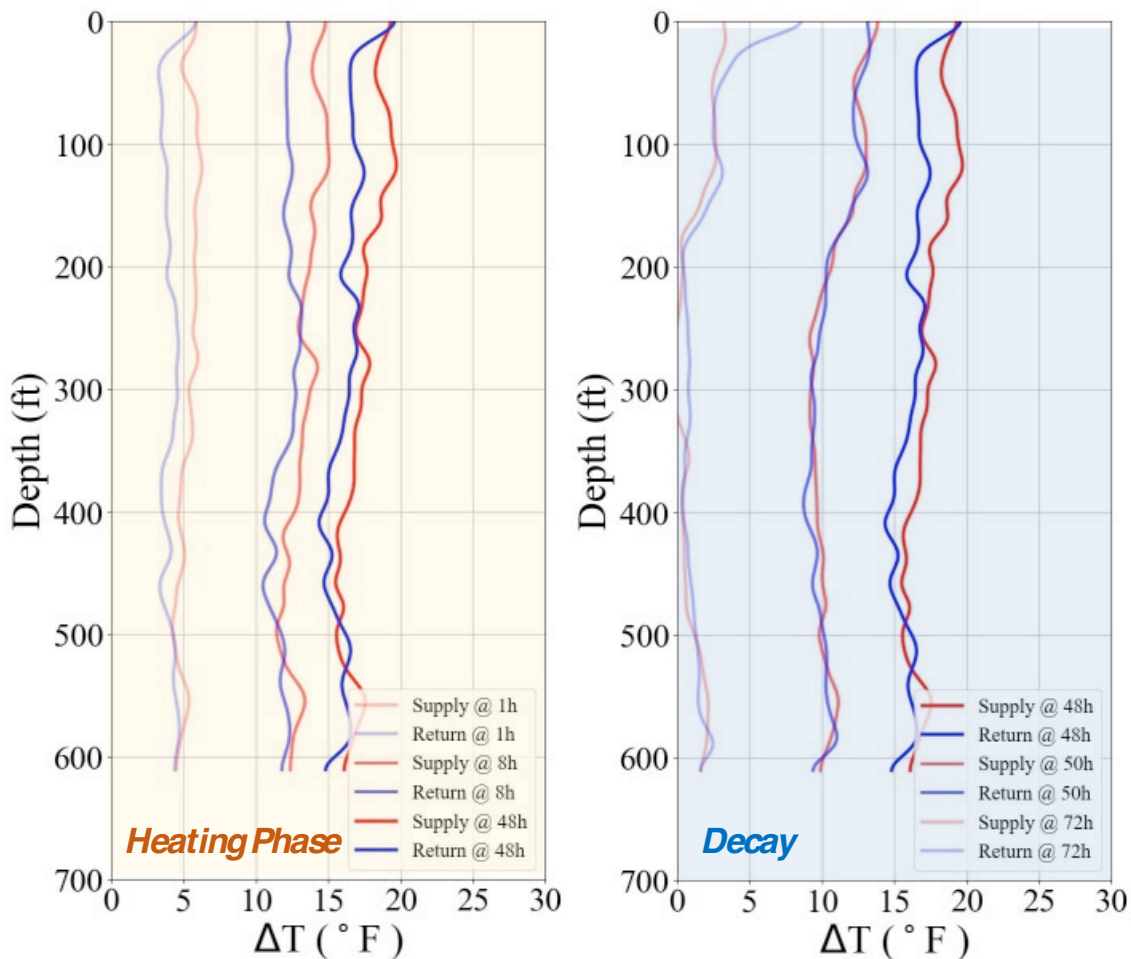 0
100
200
300
400
500
600
700
Depth (ft)
0 5 10 15 20 25 30
ΔT ( ° F )
Supply @ 1h
Return @ 1h
Supply @ 8h
Return @ 8h
Supply @ 48h
Return @ 48h
Heating Phase
0
100
200
300
400
500
600
700
Depth (ft)
0 5 10 15 20 25 30
ΔT ( ° F )
Supply @ 48h
Return @ 48h
Supply @ 50h
Return @ 50h
Supply @ 72h
Return @ 72h
Decay